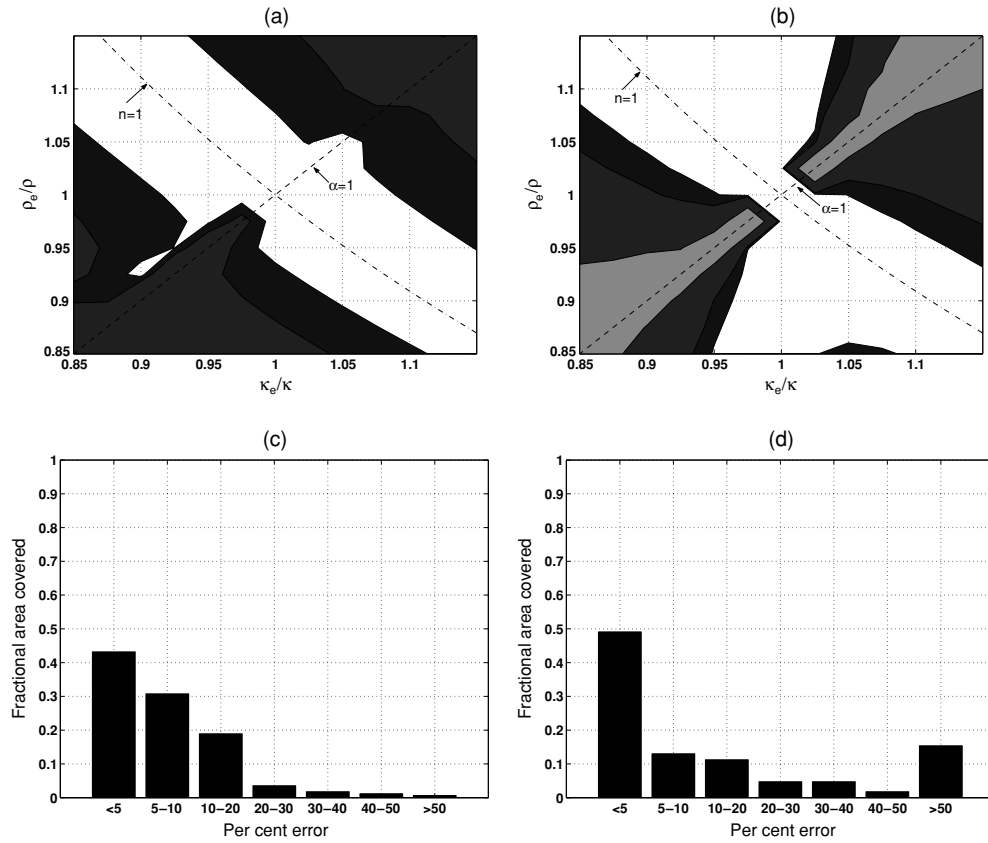 (a)
1.1
1.05
1
0.95
0.9
0.85
ρe/ρ
n=1
α=1
0.85 0.9 0.95 1 1.05 1.1
κe/κ
(b)
1.1
1.05
1
0.95
0.9
0.85
ρe/ρ
n=1
α=1
0.85 0.9 0.95 1 1.05 1.1
κe/κ
(c)
1
0.9
0.8
0.7
0.6
0.5
0.4
0.3
0.2
0.1
0
Fractional area covered
<5 5−10 10−20 20−30 30−40 40−50 >50
Per cent error
(d)
1
0.9
0.8
0.7
0.6
0.5
0.4
0.3
0.2
0.1
0
Fractional area covered
<5 5−10 10−20 20−30 30−40 40−50 >50
Per cent error